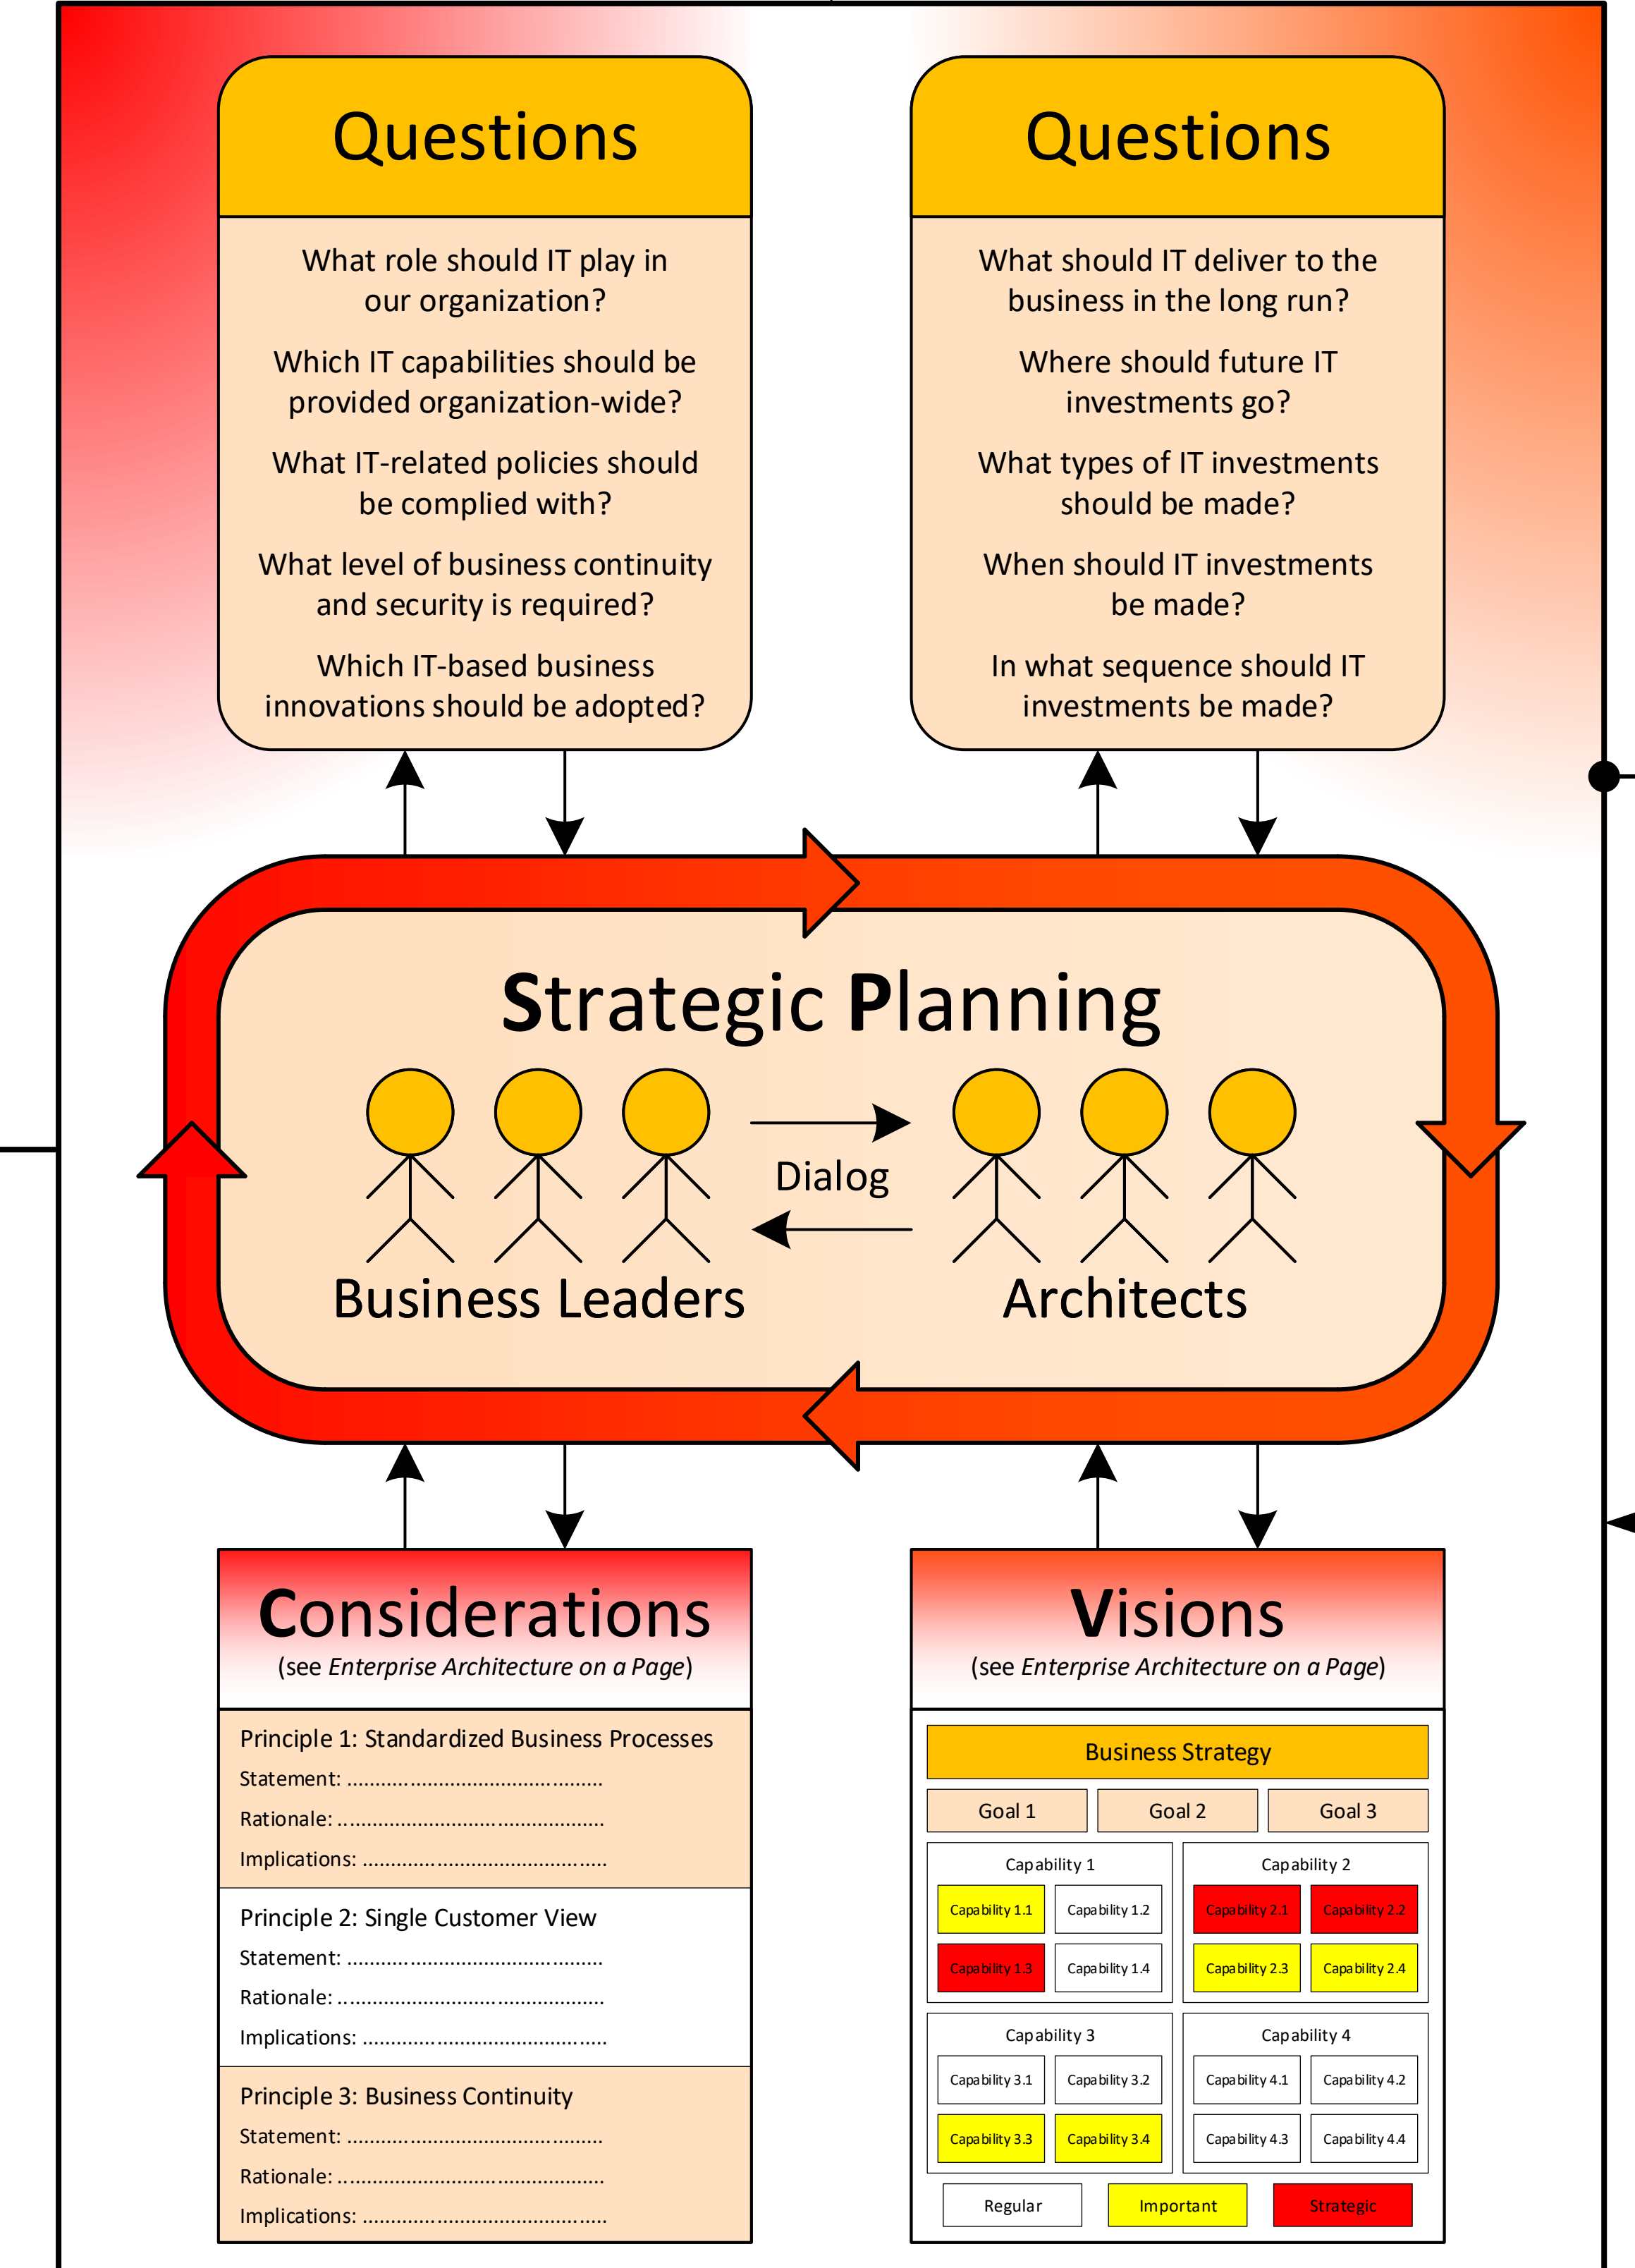 Questions
What role should IT play in
our organization?
Which IT capabilities should be
provided organization-wide?
What IT-related policies should
be complied with?
What level of business continuity
and security is required?
Which IT-based business
innovations should be adopted?
Questions
What should IT deliver to the
business in the long run?
Where should future IT
investments go?
What types of IT investments
should be made?
When should IT investments
be made?
In what sequence should IT
investments be made?
Strategic Planning
Dialog
Business Leaders
Architects
Considerations
(see Enterprise Architecture on a Page)
Principle 1: Standardized Business Processes
Statement: .............................................
Rationale: ...............................................
Implications: ...........................................
Principle 2: Single Customer View
Statement: .............................................
Rationale: ...............................................
Implications: ...........................................
Principle 3: Business Continuity
Statement: .............................................
Rationale: ...............................................
Implications: ...........................................
Visions
(see Enterprise Architecture on a Page)
Business Strategy
Goal 1 Goal 2 Goal 3
Capability 1
Capability 1.1 Capability 1.2
Capability 1.3 Capability 1.4
Capability 2
Capability 2.1 Capability 2.2
Capability 2.3 Capability 2.4
Capability 3
Capability 3.1 Capability 3.2
Capability 3.3 Capability 3.4
Capability 4
Capability 4.1 Capability 4.2
Capability 4.3 Capability 4.4
Regular Important Strategic